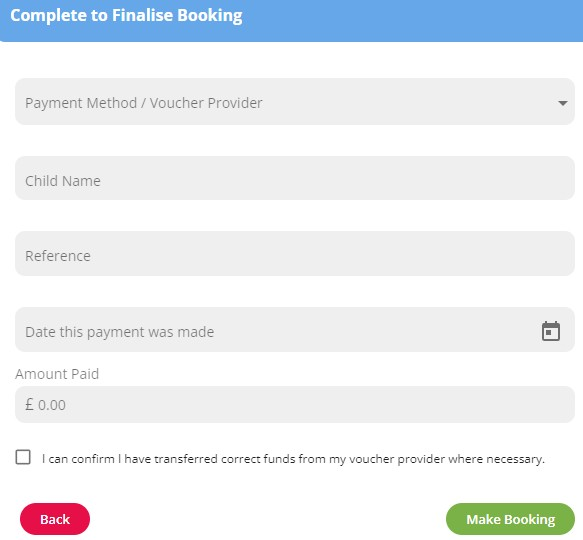 Complete to Finalise Booking
Payment Method / Voucher Provider
Child Name
Reference
Date this payment was made
Amount Paid
£ 0.00
I can confirm I have transferred correct funds from my voucher provider where necessary.
Back
Make Booking